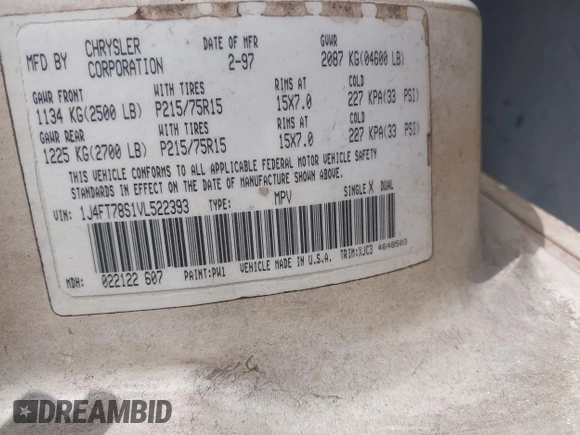 MFD BY CHRYSLER CORPORATION DATE OF MFR 2-97 GVWR 2087 KG(04600 LB)
GAWR FRONT WITH TIRES RIMS AT COLD
1134 KG(2500 LB) P215/75R15 15X7.0 227 KPA(33 PSI)
GAWR REAR WITH TIRES RIMS AT COLD
1225 KG(2700 LB) P215/75R15 15X7.0 227 KPA(33 PSI)
THIS VEHICLE CONFORMS TO ALL APPLICABLE FEDERAL MOTOR VEHICLE SAFETY
STANDARDS IN EFFECT ON THE DATE OF MANUFACTURE SHOWN ABOVE.
VIN: 1J4FT78S1VL522393 TYPE: MPV SINGLE X DUAL
MDH: 022122 607 PAINT:PW1 VEHICLE MADE IN U.S.A. TRIM:XJC3 4648503
DREAMBID